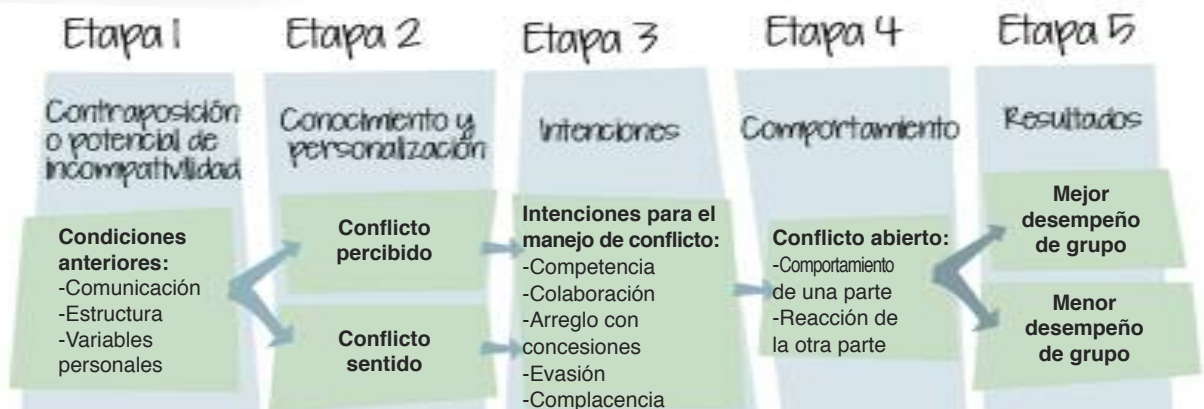 Etapa 1
Contraposición
o potencial de
incompativilidad
Condiciones
anteriores:
-Comunicación
-Estructura
-Variables
personales
Etapa 2
Conocimiento y
personalización
Conflicto
percibido
Conflicto
sentido
Etapa 3
Intenciones
Intenciones para el
manejo de conflicto:
-Competencia
-Colaboración
-Arreglo con
concesiones
-Evasión
-Complacencia
Etapa 4
Comportamiento
Conflicto abierto:
-Comportamiento
de una parte
-Reacción de
la otra parte
Etapa 5
Resultados
Mejor
desempeño
de grupo
Menor
desempeño
de grupo